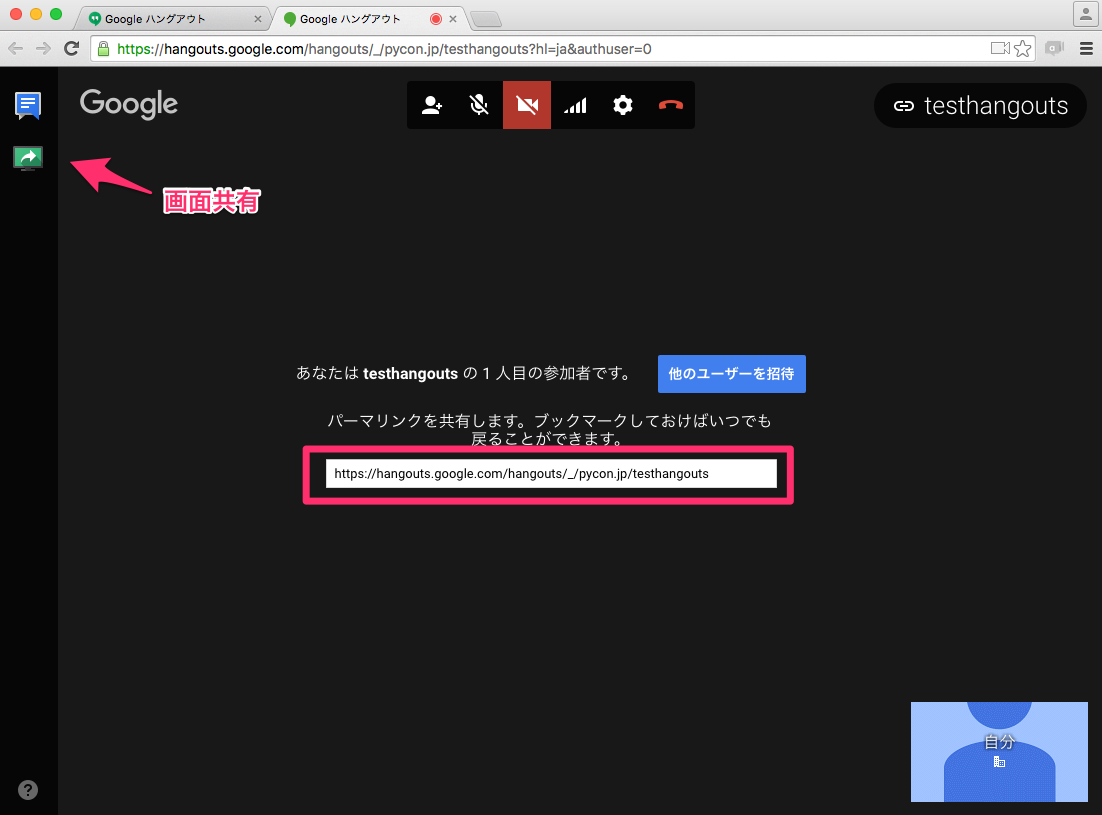 Google ハングアウト
Google ハングアウト
https://hangouts.google.com/hangouts/_/pycon.jp/testhangouts?hl=ja&authuser=0
Google
testhangouts
画面共有
あなたは testhangouts の 1 人目の参加者です。
他のユーザーを招待
パーマリンクを共有します。ブックマークしておけばいつでも
戻ることができます。
https://hangouts.google.com/hangouts/_/pycon.jp/testhangouts
自分
?